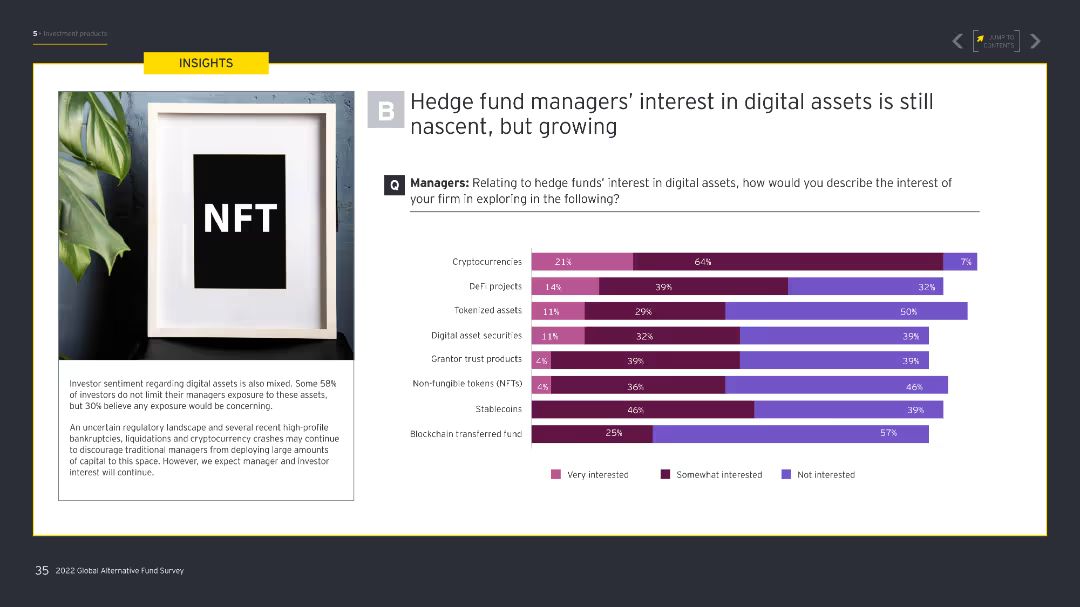 5 • Investment products
JUMP TO
CONTENTS
INSIGHTS
NFT
Investor sentiment regarding digital assets is also mixed. Some 58%
of investors do not limit their managers exposure to these assets,
but 30% believe any exposure would be concerning.
An uncertain regulatory landscape and several recent high-profile
bankruptcies, liquidations and cryptocurrency crashes may continue
to discourage traditional managers from deploying large amounts
of capital to this space. However, we expect manager and investor
interest will continue.
B
Hedge fund managers’ interest in digital assets is still
nascent, but growing
Q
Managers: Relating to hedge funds’ interest in digital assets, how would you describe the interest of
your firm in exploring in the following?
Cryptocurrencies 21% 64% 7%
DeFi projects 14% 39% 32%
Tokenized assets 11% 29% 50%
Digital asset securities 11% 32% 39%
Grantor trust products 4% 39% 39%
Non-fungible tokens (NFTs) 4% 36% 46%
Stablecoins 46% 39%
Blockchain transferred fund 25% 57%
Very interested Somewhat interested Not interested
35 2022 Global Alternative Fund Survey